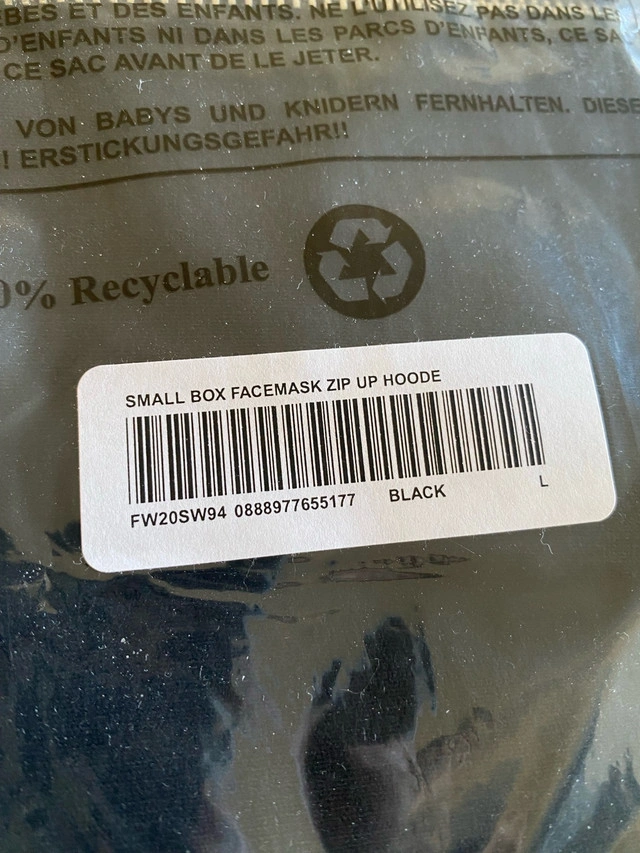 BES ET DES ENFANTS. NE L'UTILISEZ PAS DANS LES
D'ENFANTS NI DANS LES PARCS D'ENFANTS, CE SA
CE SAC AVANT DE LE JETER.
VON BABYS UND KNIDERN FERNHALTEN. DIESE
! ERSTICKUNGSGEFAHR!!
0% Recyclable
SMALL BOX FACEMASK ZIP UP HOODE
FW20SW94 0888977655177 BLACK L